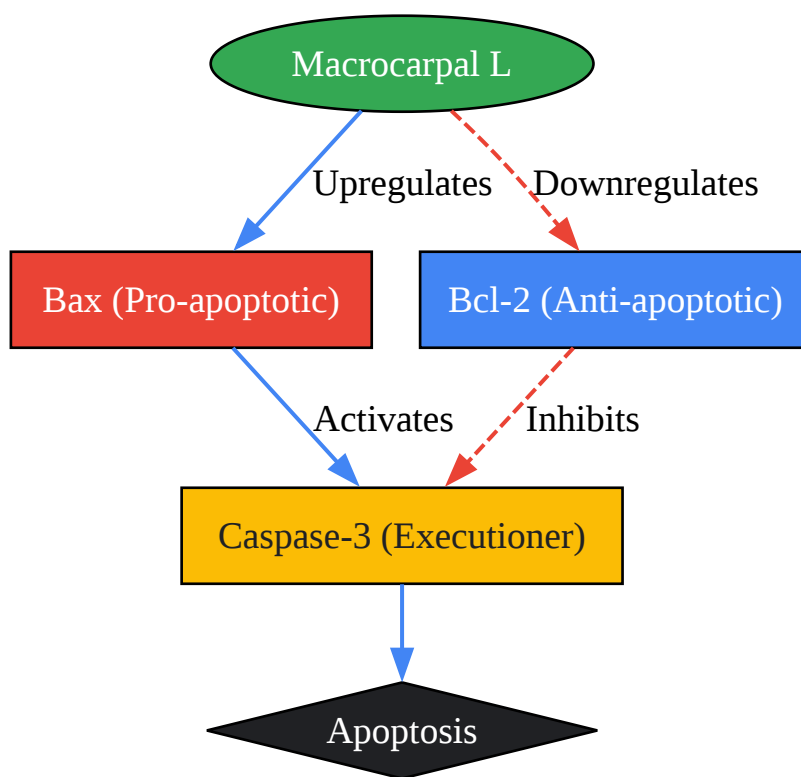 Macrocarpal L
Upregulates
Downregulates
Bax (Pro-apoptotic)
Bcl-2 (Anti-apoptotic)
Activates
Inhibits
Caspase-3 (Executioner)
Apoptosis